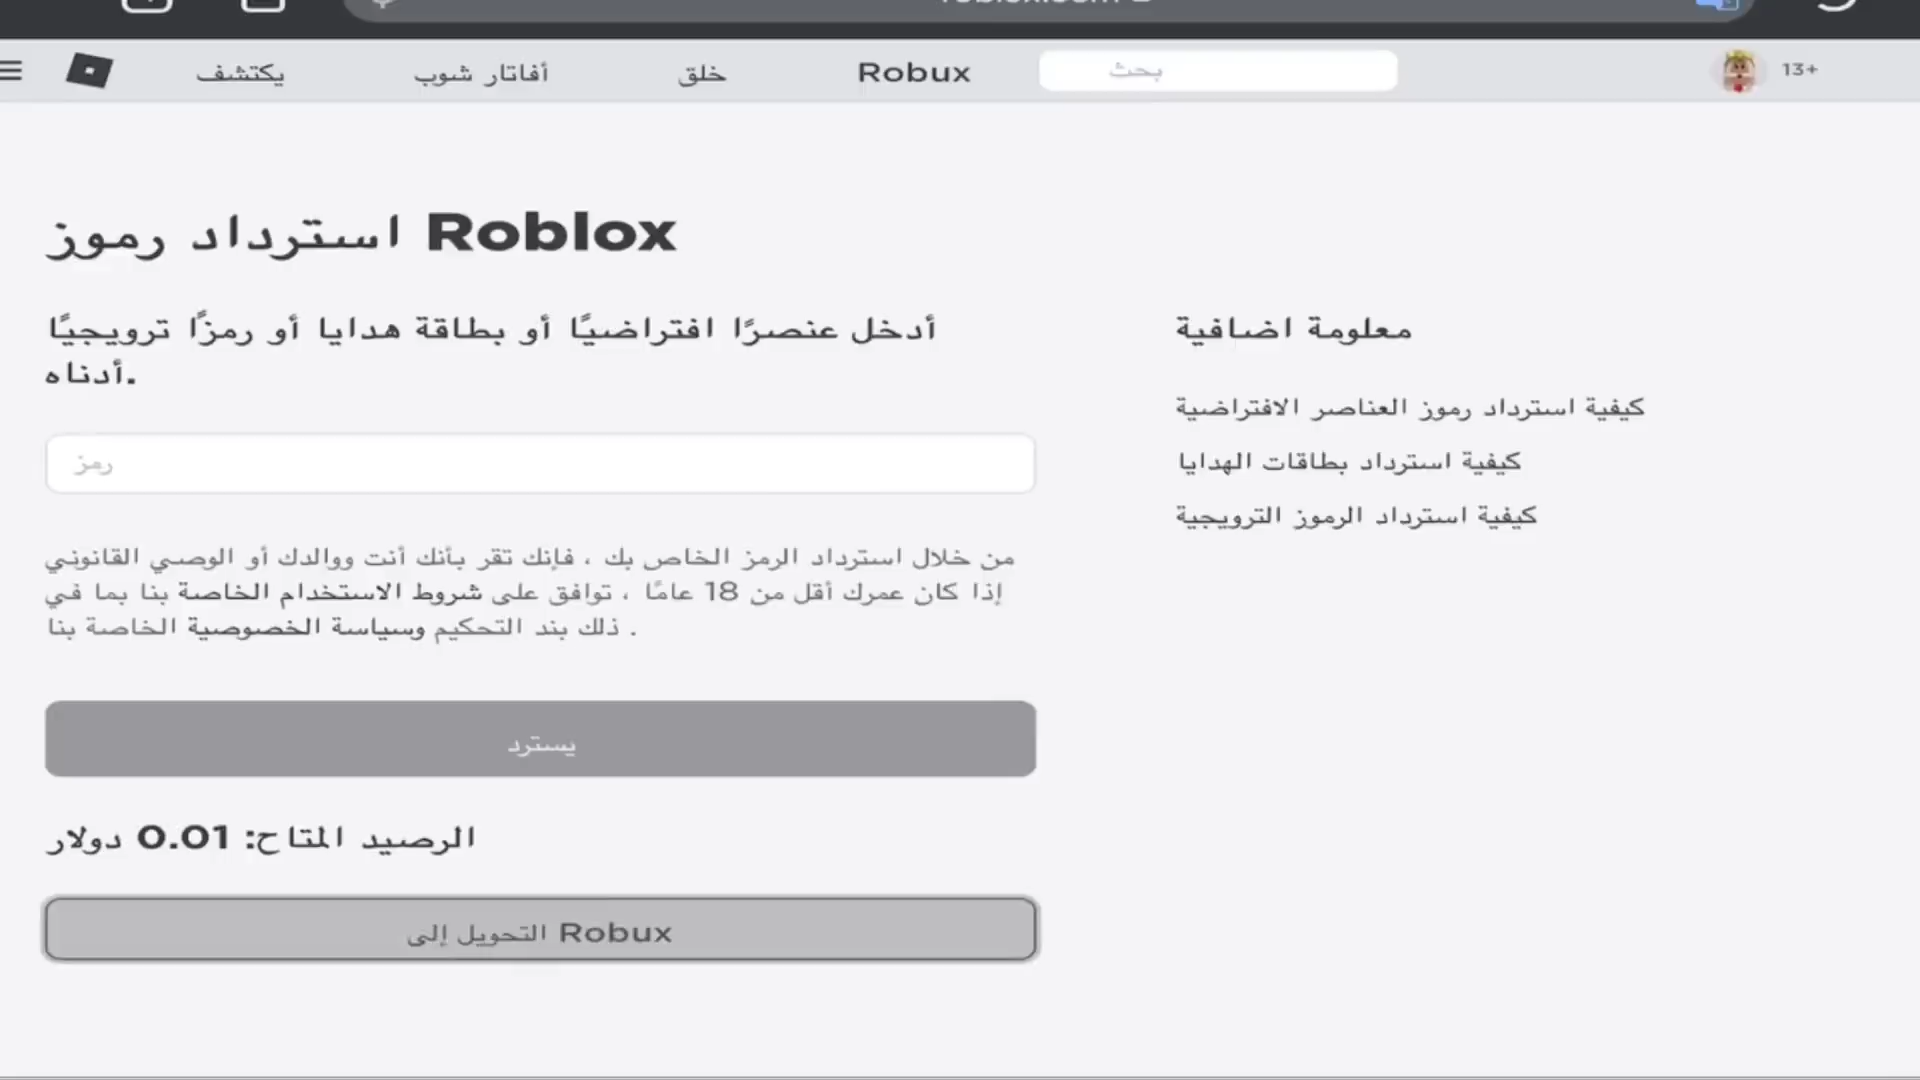 يكتشف
أفاتار شوب
خلق
Robux
بحث
13+
استرداد رموز Roblox
أدخل عنصرًا افتراضيًا أو بطاقة هدايا أو رمزًا ترويجيًا
أدناه.
رمز
من خلال استرداد الرمز الخاص بك ، فإنك تقر بأنك أنت ووالدك أو الوصي القانوني
إذا كان عمرك أقل من 18 عامًا ، توافق على شروط الاستخدام الخاصة بنا بما في
ذلك بند التحكيم وسياسة الخصوصية الخاصة بنا .
يسترد
الرصيد المتاح: 0.01 دولار
التحويل إلى Robux
معلومة اضافية
كيفية استرداد رموز العناصر الافتراضية
كيفية استرداد بطاقات الهدايا
كيفية استرداد الرموز الترويجية